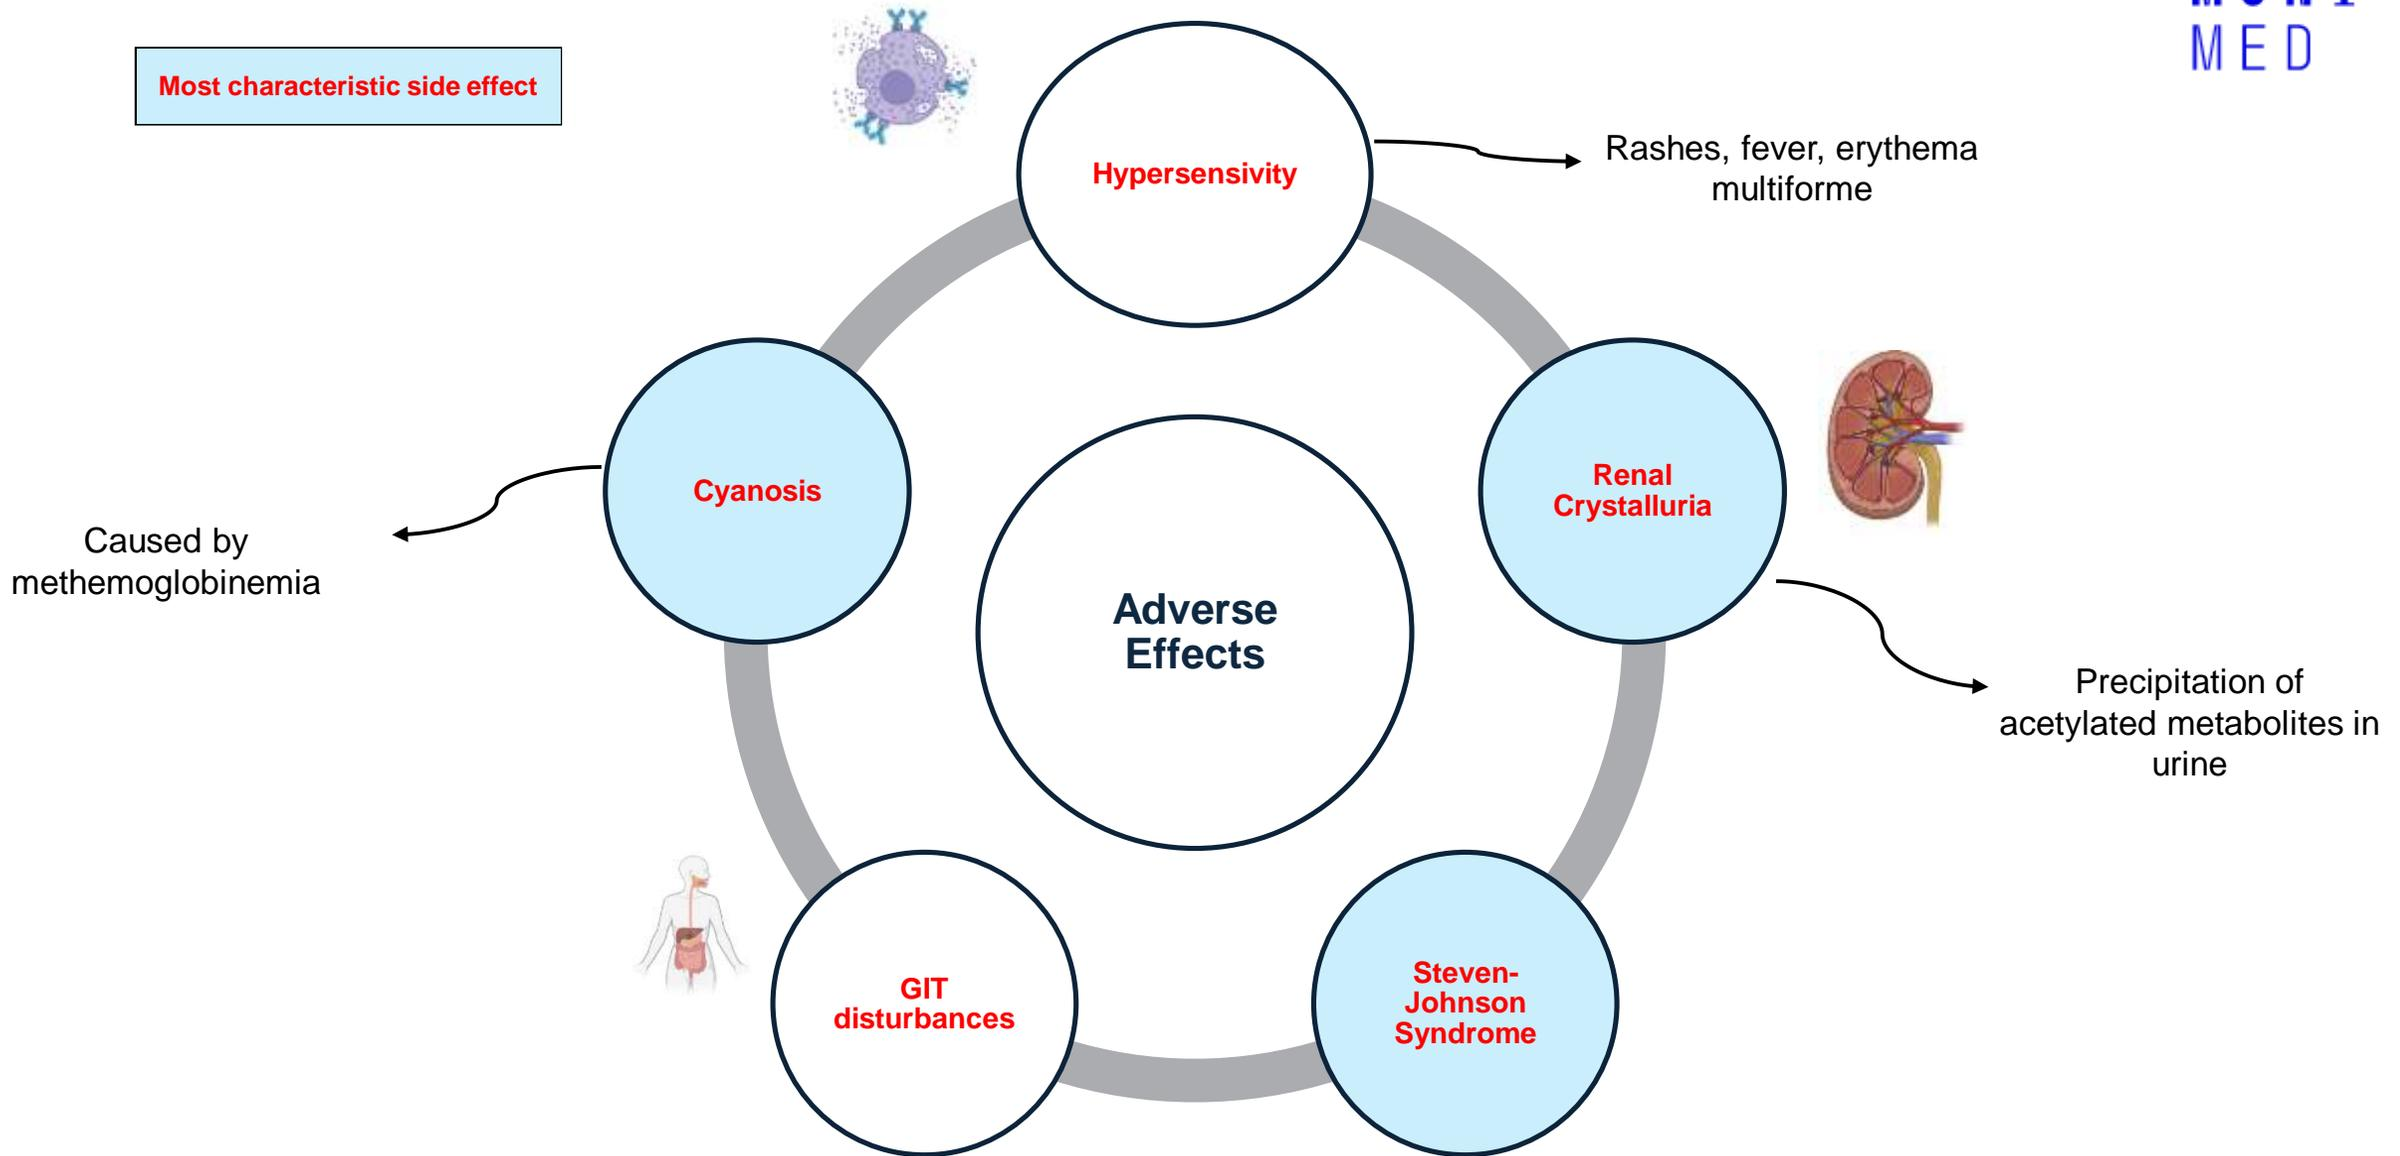 MED
Most characteristic side effect
Hypersensivity
Rashes, fever, erythema
multiforme
Cyanosis
Renal
Crystalluria
Caused by
methemoglobinemia
Adverse
Effects
Precipitation of
acetylated metabolites in
urine
GIT
disturbances
Steven-
Johnson
Syndrome